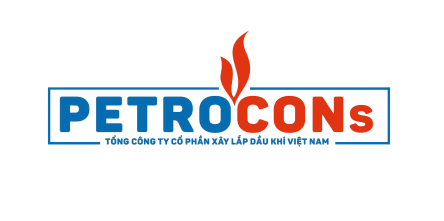 PETROCONs
TỔNG CÔNG TY CỔ PHẦN XÂY LẮP DẦU KHÍ VIỆT NAM